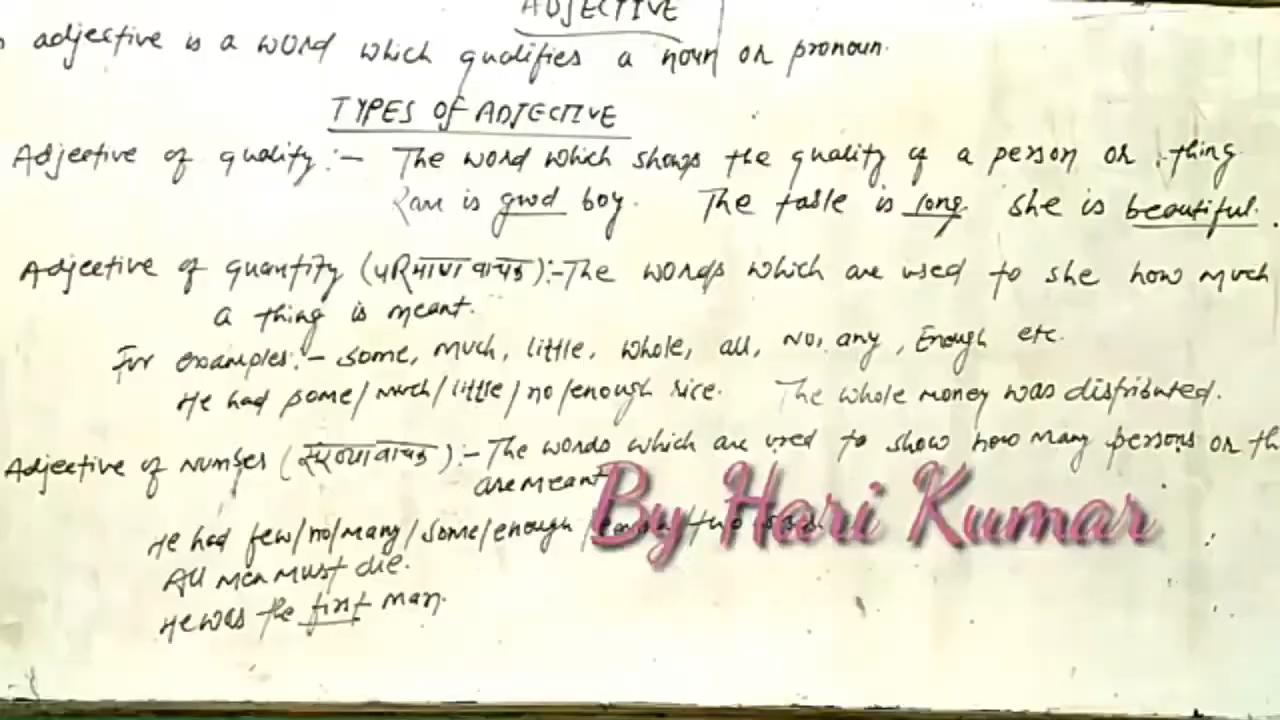 ADJECTIVE
adjective is a word which qualifies a noun or pronoun.
TYPES OF ADJECTIVE
Adjective of quality:- The word which shows the quality of a person or thing
Ram is good boy. The table is long. She is beautiful.
Adjective of quantity (परिमाण वाचक):- The words which are used to she how much
a thing is meant.
For examples:- Some, much, little, whole, all, No, any, Enough etc.
He had some/much/little/no/enough rice. The whole money was distributed.
Adjective of Number (संख्यावाचक):- The words which are used to show how many persons or th
are meant
By Hari Kumar
He had few/no/many/some/enough
All men must die.
He was the first man.